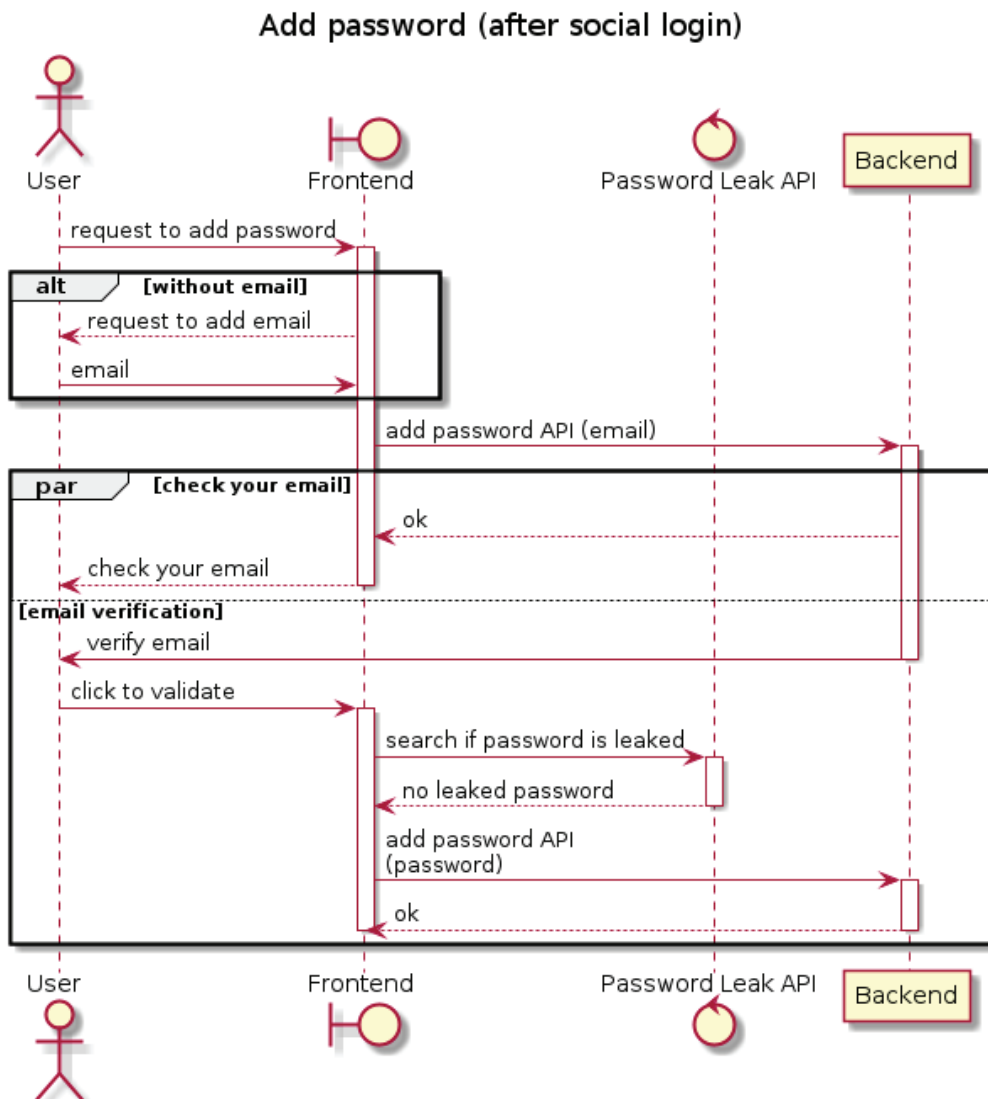 Add password (after social login)
User
Frontend
Password Leak API
Backend
request to add password
alt
[without email]
request to add email
email
add password API (email)
par
[check your email]
ok
check your email
[email verification]
verify email
click to validate
search if password is leaked
no leaked password
add password API
(password)
ok
User
Frontend
Password Leak API
Backend